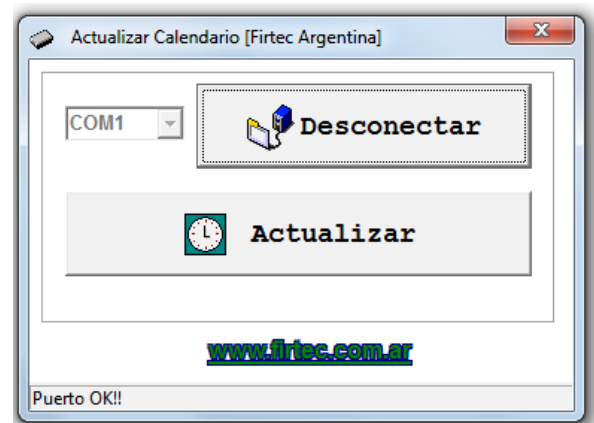 Actualizar Calendario [Firtec Argentina]
COM1
Desconectar
Actualizar
www.firtec.com.ar
Puerto OK!!